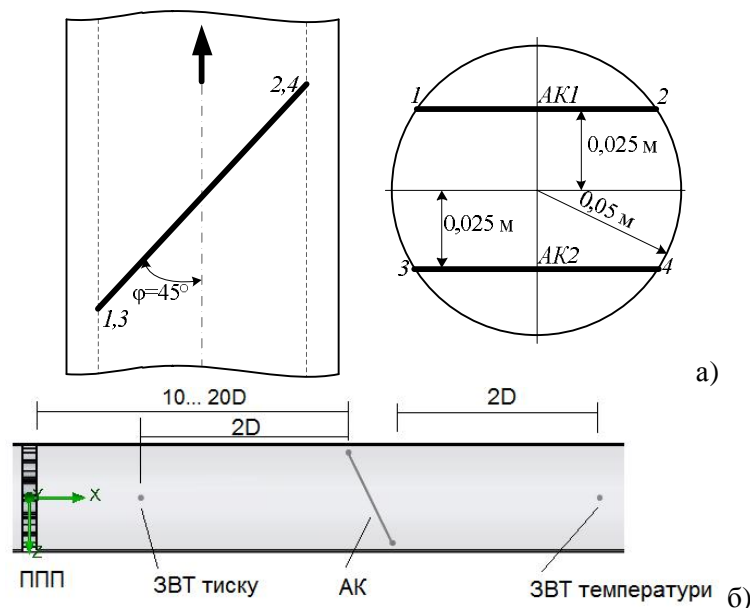 2,4
φ=45°
1,3
1
АК1
2
0,025 м
0,05 м
0,025 м
3
АК2
4
а)
10... 20D
2D
2D
X
Y
Z
ППП
ЗВТ тиску
АК
ЗВТ температури
б)